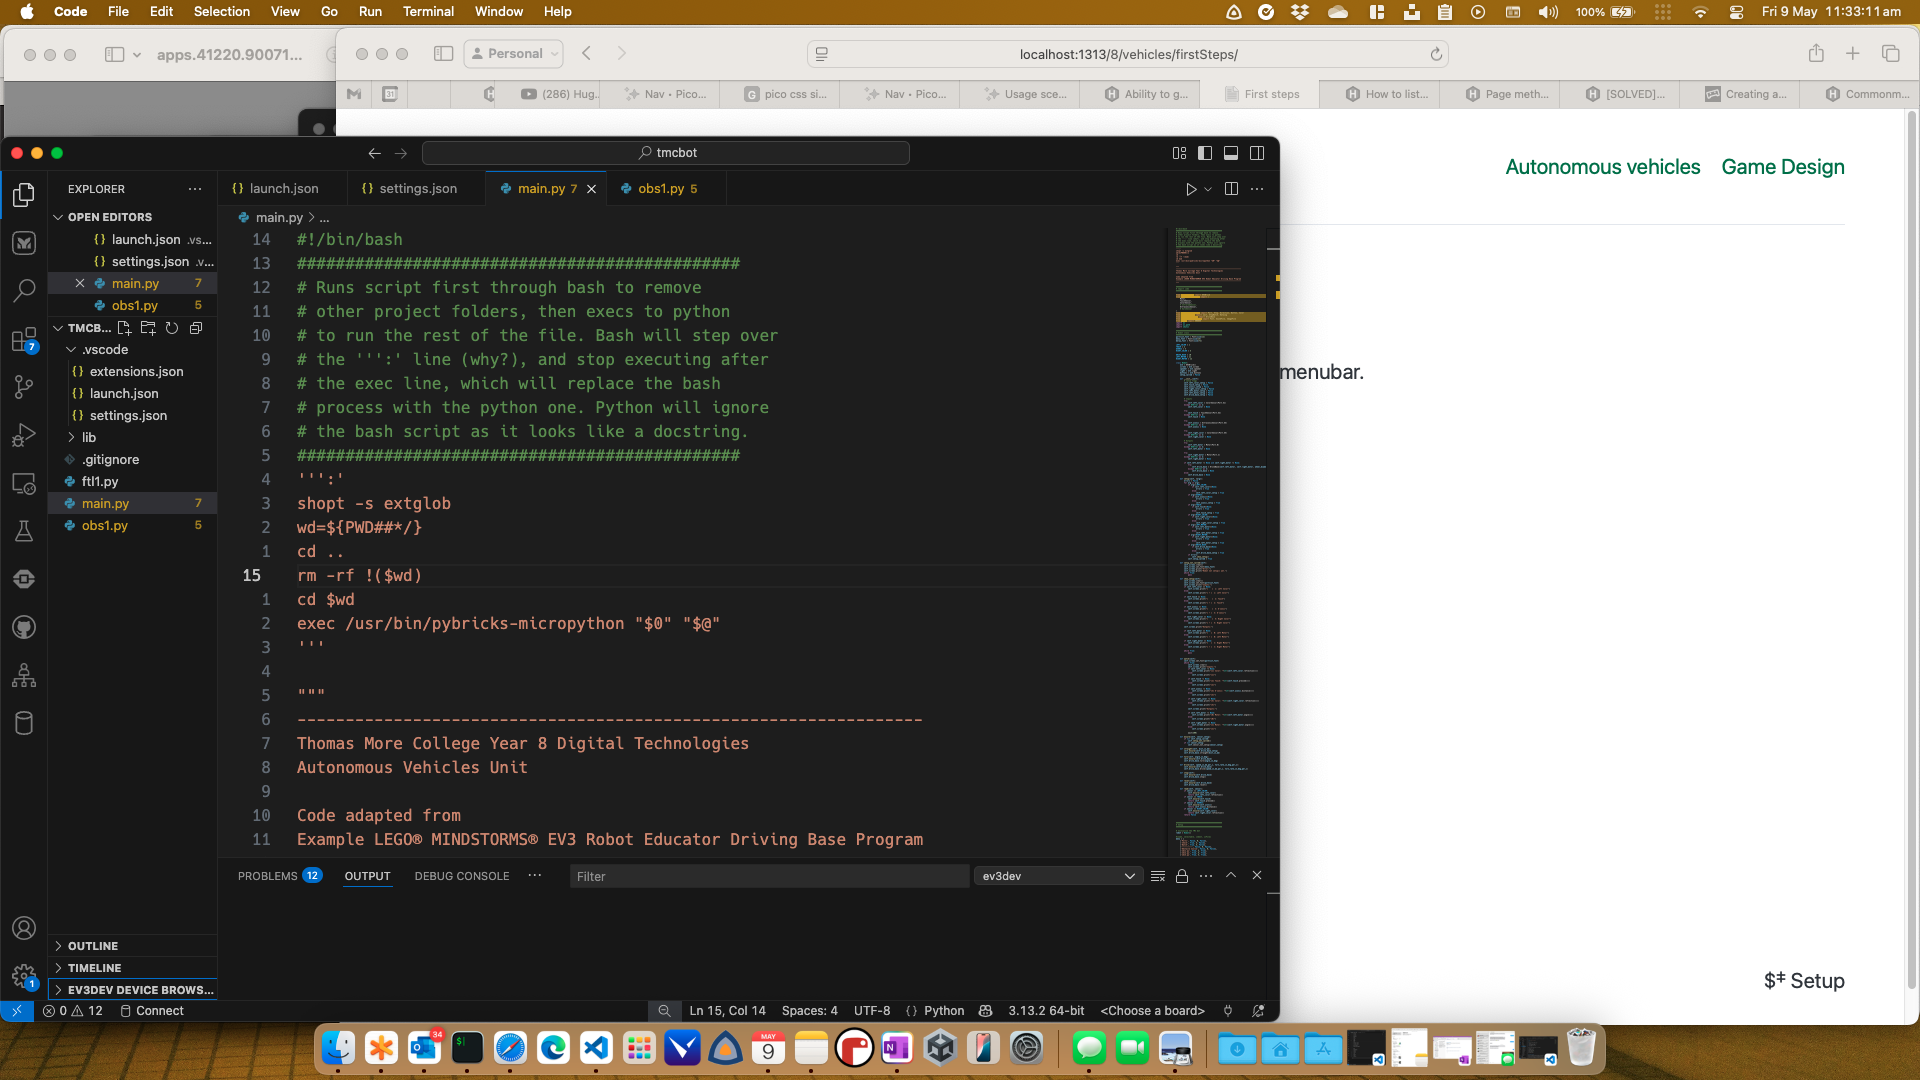 Code File Edit Selection View Go Run Terminal Window Help
100% Fri 9 May 11:33:11 am
apps.41220.90071...
Personal
localhost:1313/8/vehicles/firstSteps/
31
(286) Hug...
Nav • Pico...
pico css si...
Nav • Pico...
Usage sce...
Ability to g...
First steps
How to list...
Page meth...
[SOLVED]...
Creating a...
Commonm...
Autonomous vehicles Game Design
menubar.
$‡ Setup
tmcbot
EXPLORER
OPEN EDITORS
launch.json .vs...
settings.json .v...
main.py 7
obs1.py 5
TMCB...
.vscode
extensions.json
launch.json
settings.json
lib
.gitignore
ftl1.py
main.py 7
obs1.py 5
OUTLINE
TIMELINE
EV3DEV DEVICE BROWS...
7
1
launch.json settings.json main.py 7 obs1.py 5
main.py > ...
14 #!/bin/bash
13 ##############################################
12 # Runs script first through bash to remove
11 # other project folders, then execs to python
10 # to run the rest of the file. Bash will step over
9 # the ''':' line (why?), and stop executing after
8 # the exec line, which will replace the bash
7 # process with the python one. Python will ignore
6 # the bash script as it looks like a docstring.
5 ##############################################
4 ''':'
3 shopt -s extglob
2 wd=${PWD##*/}
1 cd ..
15 rm -rf !($wd)
1 cd $wd
2 exec /usr/bin/pybricks-micropython "$0" "$@"
3 '''
4
5 """
6 -----------------------------------------------------------------
7 Thomas More College Year 8 Digital Technologies
8 Autonomous Vehicles Unit
9
10 Code adapted from
11 Example LEGO® MINDSTORMS® EV3 Robot Educator Driving Base Program
PROBLEMS 12 OUTPUT DEBUG CONSOLE ... Filter ev3dev
0 12 Connect Ln 15, Col 14 Spaces: 4 UTF-8 {} Python 3.13.2 64-bit <Choose a board>
34
MAY
9